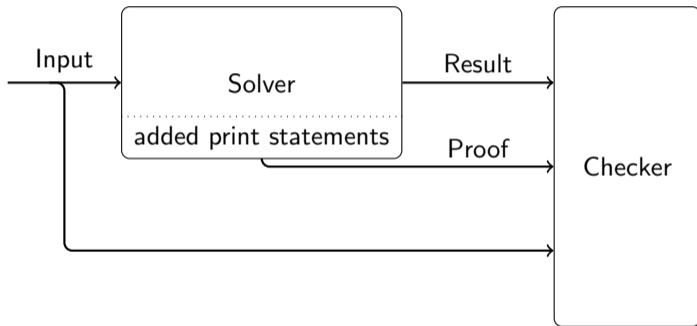 Input
Solver
added print statements
Result
Proof
Checker